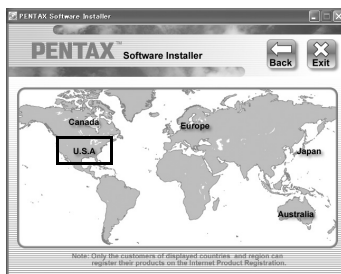 PENTAX Software Installer
PENTAX™ Software Installer
Back Exit
Canada
Europe
U.S.A
Japan
Australia
Note: Only the customers of displayed countries and region can
register their products on the Internet Product Registration.